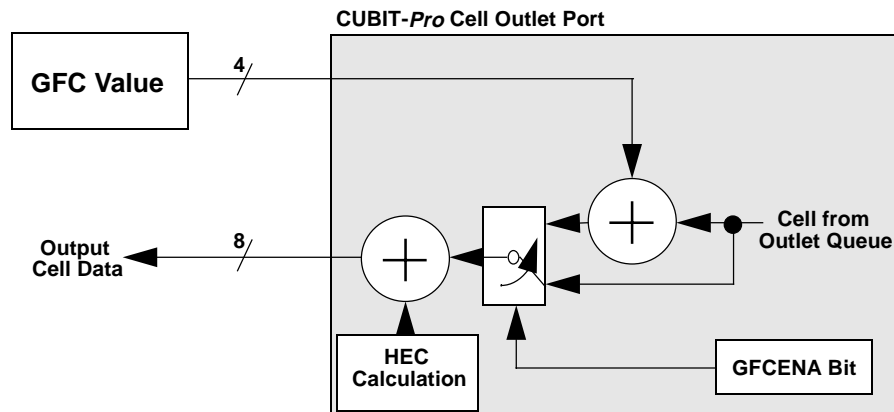 CUBIT-Pro Cell Outlet Port
GFC Value
4
Cell from
Outlet Queue
Output
Cell Data
8
HEC
Calculation
GFCENA Bit